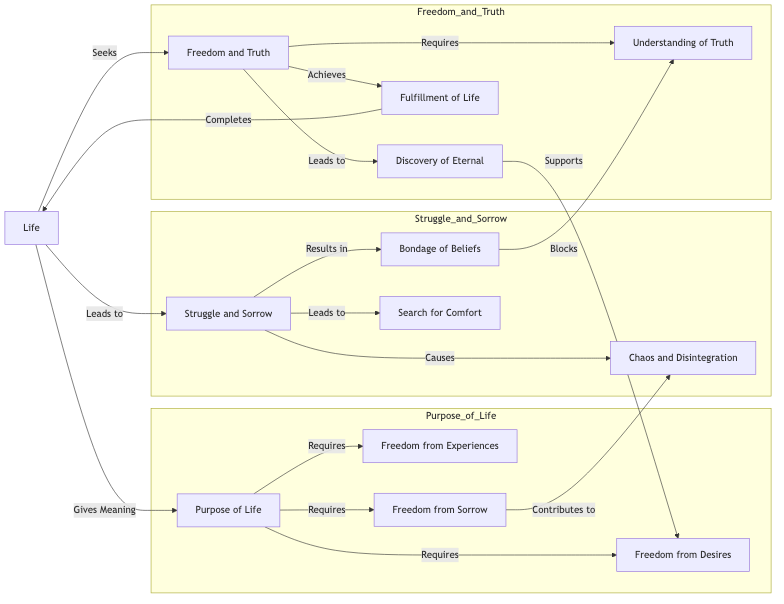 Freedom_and_Truth
Seeks
Freedom and Truth
Requires
Understanding of Truth
Achieves
Fulfillment of Life
Completes
Leads to
Discovery of Eternal
Supports
Life
Struggle_and_Sorrow
Results in
Bondage of Beliefs
Blocks
Leads to
Struggle and Sorrow
Leads to
Search for Comfort
Causes
Chaos and Disintegration
Purpose_of_Life
Requires
Freedom from Experiences
Gives Meaning
Purpose of Life
Requires
Freedom from Sorrow
Contributes to
Requires
Freedom from Desires